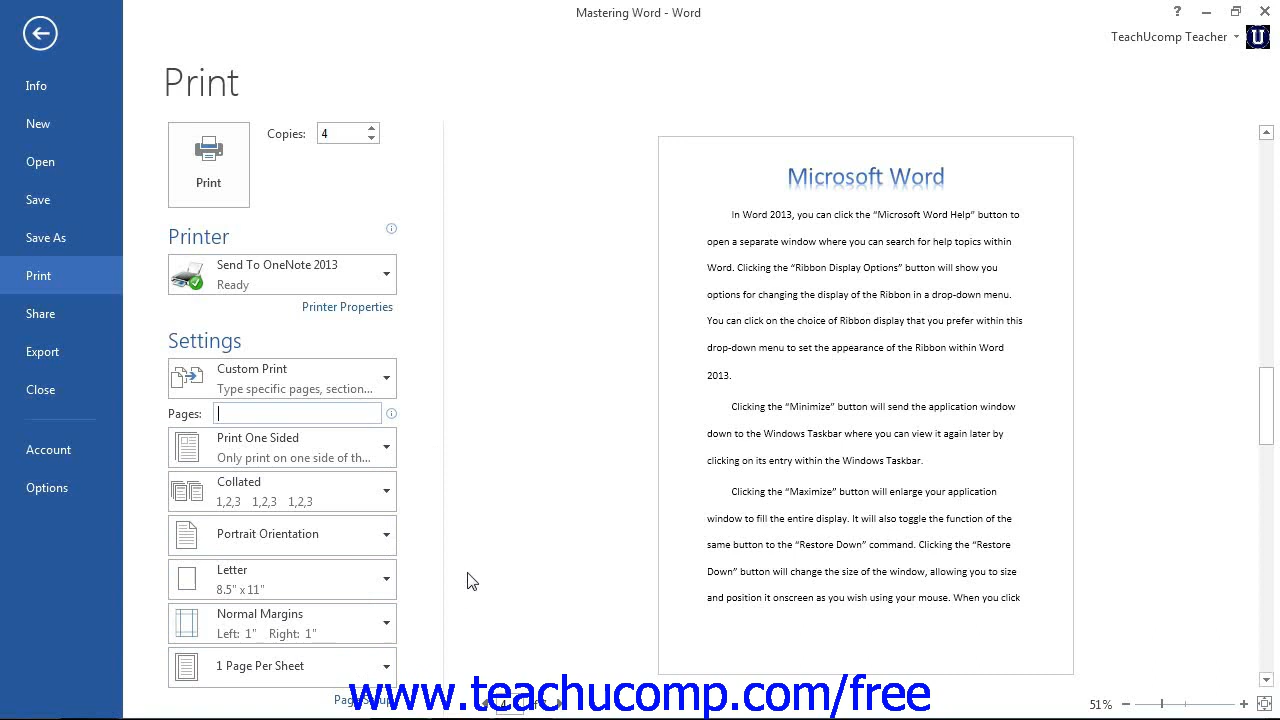 Mastering Word - Word
?
TeachUcomp Teacher
U
Info
New
Open
Save
Save As
Print
Share
Export
Close
Account
Options
Print
Print
Copies: 4
Printer
Send To OneNote 2013
Ready
Printer Properties
Settings
Custom Print
Type specific pages, section...
Pages:
Print One Sided
Only print on one side of th...
Collated
1,2,3 1,2,3 1,2,3
Portrait Orientation
Letter
8.5" x 11"
Normal Margins
Left: 1" Right: 1"
1 Page Per Sheet
Microsoft Word
In Word 2013, you can click the “Microsoft Word Help” button to
open a separate window where you can search for help topics within
Word. Clicking the “Ribbon Display Options” button will show you
options for changing the display of the Ribbon in a drop-down menu.
You can click on the choice of Ribbon display that you prefer within this
drop-down menu to set the appearance of the Ribbon within Word
2013.
Clicking the “Minimize” button will send the application window
down to the Windows Taskbar where you can view it again later by
clicking on its entry within the Windows Taskbar.
Clicking the “Maximize” button will enlarge your application
window to fill the entire display. It will also toggle the function of the
same button to the “Restore Down” command. Clicking the “Restore
Down” button will change the size of the window, allowing you to size
and position it onscreen as you wish using your mouse. When you click
www.teachucomp.com/free
51%